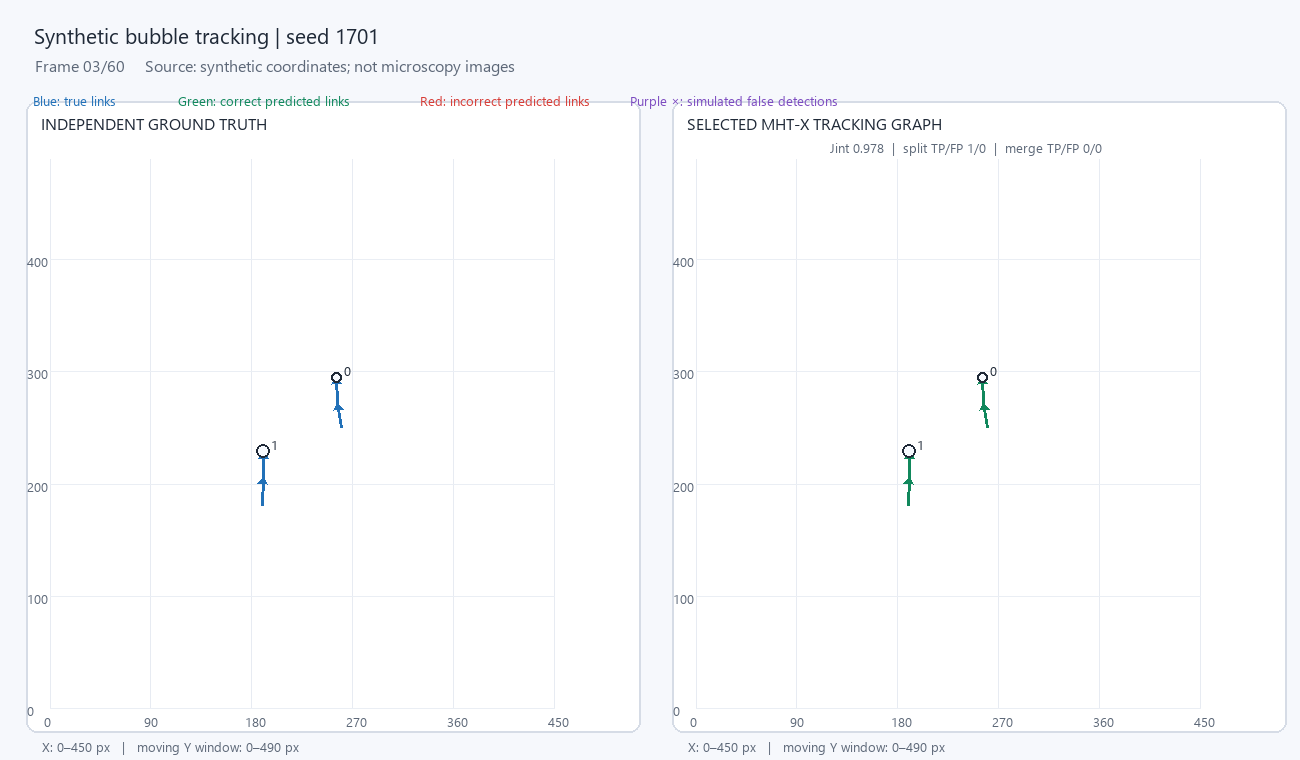 Synthetic bubble tracking | seed 1701
Frame 03/60 Source: synthetic coordinates; not microscopy images
Blue: true links Green: correct predicted links Red: incorrect predicted links Purple ×: simulated false detections
INDEPENDENT GROUND TRUTH
400
300
200
100
0
0 90 180 270 360 450
0
1
X: 0–450 px | moving Y window: 0–490 px
SELECTED MHT-X TRACKING GRAPH
Jint 0.978 | split TP/FP 1/0 | merge TP/FP 0/0
400
300
200
100
0
0 90 180 270 360 450
0
1
X: 0–450 px | moving Y window: 0–490 px